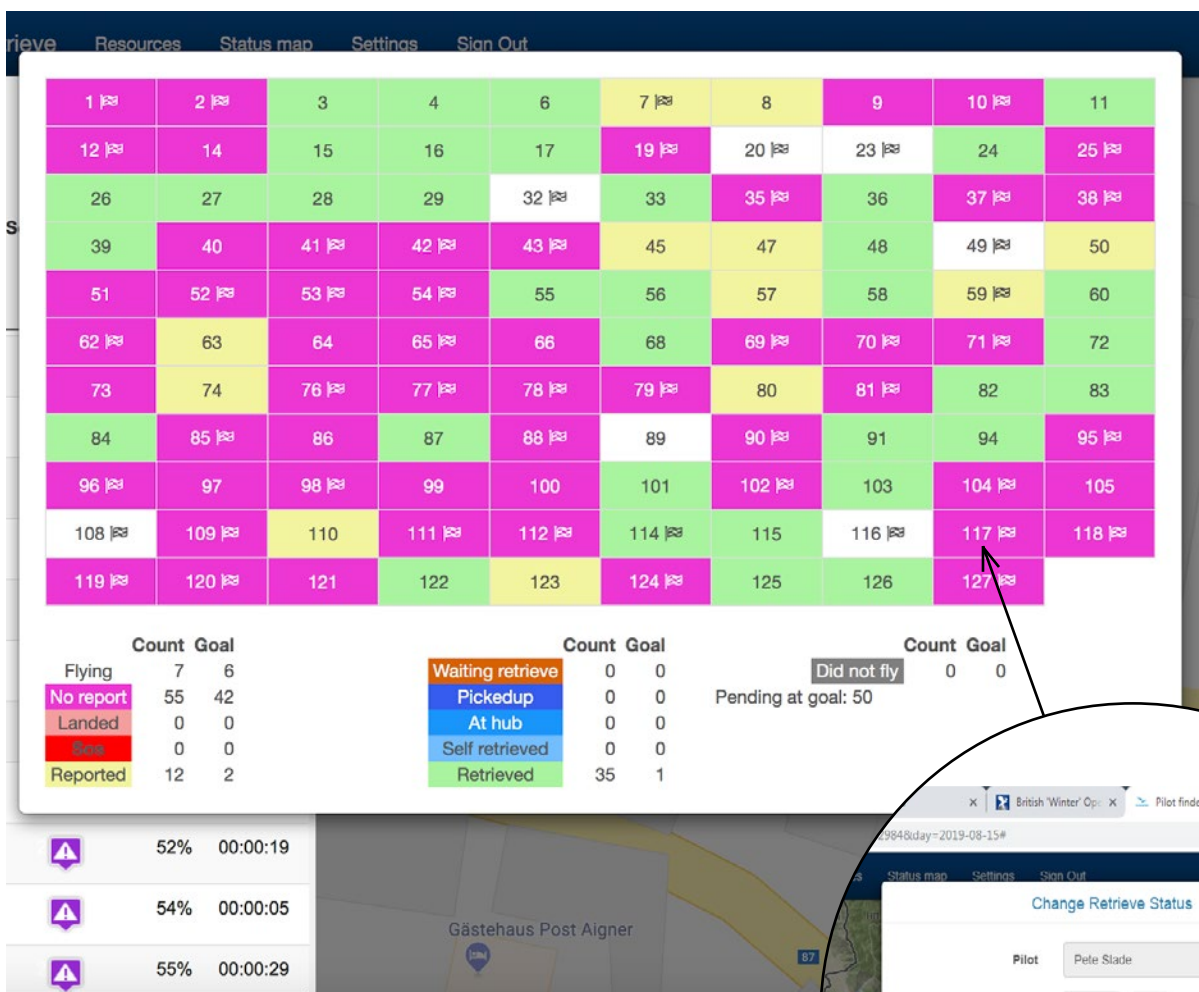 rieve Resources Status map Settings Sign Out
1 2 3 4 6 7 8 9 10 11
12 14 15 16 17 19 20 23 24 25
26 27 28 29 32 33 35 36 37 38
39 40 41 42 43 45 47 48 49 50
51 52 53 54 55 56 57 58 59 60
62 63 64 65 66 68 69 70 71 72
73 74 76 77 78 79 80 81 82 83
84 85 86 87 88 89 90 91 94 95
96 97 98 99 100 101 102 103 104 105
108 109 110 111 112 114 115 116 117 118
119 120 121 122 123 124 125 126 127
Count Goal Count Goal Count Goal
Flying 7 6 Waiting retrieve 0 0 Did not fly 0 0
No report 55 42 Pickedup 0 0 Pending at goal: 50
Landed 0 0 At hub 0 0
Sos 0 0 Self retrieved 0 0
Reported 12 2 Retrieved 35 1
52% 00:00:19
54% 00:00:05
55% 00:00:29
Gästehaus Post Aigner
87
British 'Winter' Op Pilot finde
2984&day=2019-08-15#
s Status map Settings Sign Out
Change Retrieve Status
Pilot Pete Slade